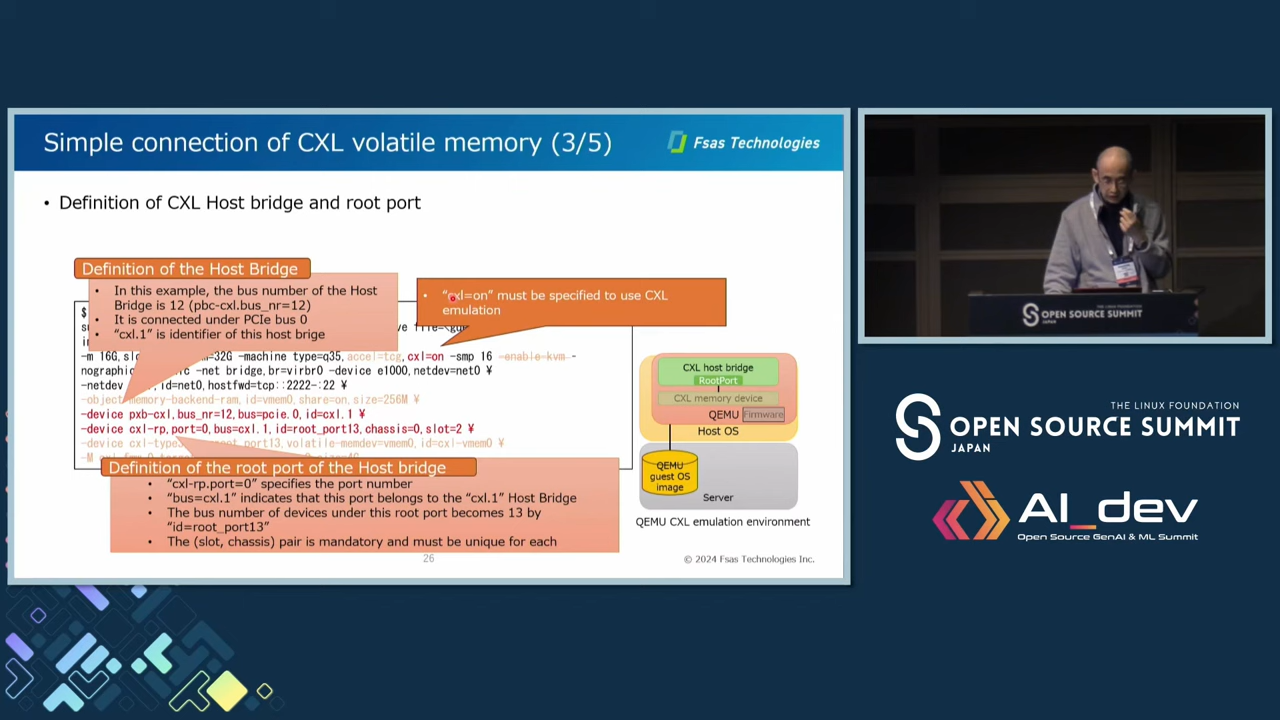 Simple connection of CXL volatile memory (3/5)
Fsas Technologies
• Definition of CXL Host bridge and root port
Definition of the Host Bridge
• In this example, the bus number of the Host
Bridge is 12 (pbc-cxl.bus_nr=12)
• It is connected under PCIe bus 0
• “cxl.1” is identifier of this host brige
• “cxl=on” must be specified to use CXL
emulation
$
-m 16G,slo =32G -machine type=q35,accel=tcg,cxl=on -smp 16 -enable-kvm -
nographic -net bridge,br=virbr0 -device e1000,netdev=net0 ¥
-netdev ,id=net0,hostfwd=tcp::2222-:22 ¥
-object memory-backend-ram,id=vmem0,share=on,size=256M ¥
-device pxb-cxl,bus_nr=12,bus=pcie.0,id=cxl.1 ¥
-device cxl-rp,port=0,bus=cxl.1,id=root_port13,chassis=0,slot=2 ¥
-device cxl-type root_port13,volatile-memdev=vmem0,id=cxl-vmem0 ¥
Definition of the root port of the Host bridge
• “cxl-rp.port=0” specifies the port number
• “bus=cxl.1” indicates that this port belongs to the “cxl.1” Host Bridge
• The bus number of devices under this root port becomes 13 by
“id=root_port13”
• The (slot, chassis) pair is mandatory and must be unique for each
CXL host bridge
RootPort
CXL memory device
QEMU Firmware
Host OS
QEMU
guest OS
image
Server
QEMU CXL emulation environment
26
© 2024 Fsas Technologies Inc.
THE LINUX FOUNDATION
OPEN SOURCE SUMMIT
JAPAN
THE LINUX FOUNDATION
OPEN SOURCE SUMMIT
JAPAN
AI_dev
Open Source GenAI & ML Summit